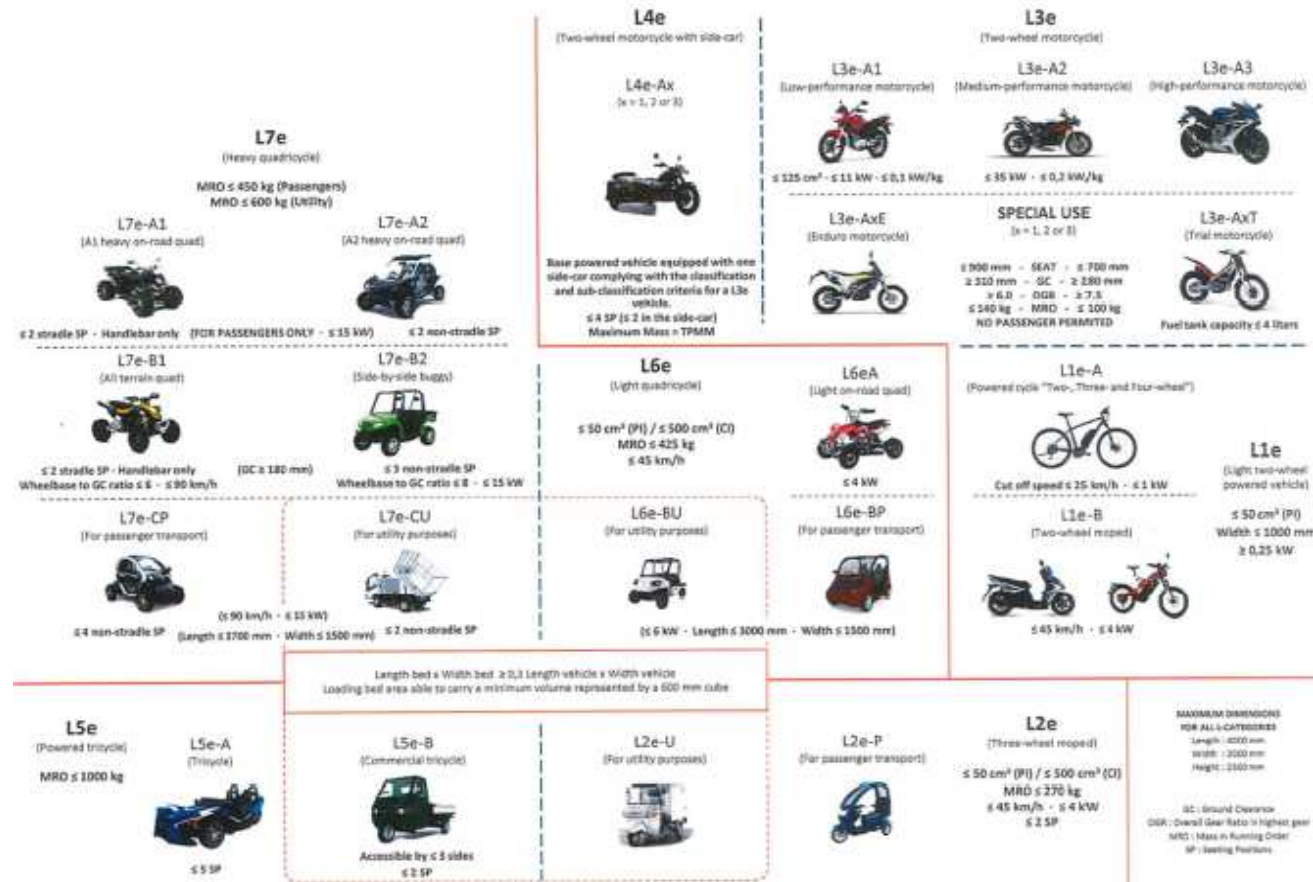 L4e
(Two-wheel motorcycle with side-car)
L4e-Ax
(x = 1, 2 or 3)
Base powered vehicle equipped with one
side-car complying with the classification
and sub-classification criteria for a L3e
vehicle.
≤ 4 SP (≤ 2 in the side-car)
Maximum Mass = TPMM
L3e
(Two-wheel motorcycle)
L3e-A1
(Low-performance motorcycle)
≤ 125 cm³ - ≤ 11 kW - ≤ 0,1 kW/kg
L3e-A2
(Medium-performance motorcycle)
≤ 35 kW - ≤ 0,2 kW/kg
L3e-A3
(High-performance motorcycle)
L3e-AxE
(Enduro motorcycle)
SPECIAL USE
(x = 1, 2 or 3)
≤ 900 mm - SEAT - ≤ 700 mm
≥ 310 mm - GC - ≥ 280 mm
≥ 6.0 - OGR - ≥ 7.5
≤ 140 kg - MRO - ≤ 100 kg
NO PASSENGER PERMITED
L3e-AxT
(Trial motorcycle)
Fuel tank capacity ≤ 4 liters
L7e
(Heavy quadricycle)
MRO ≤ 450 kg (Passengers)
MRO ≤ 600 kg (Utility)
L7e-A1
(A1 heavy on-road quad)
L7e-A2
(A2 heavy on-road quad)
≤ 2 stradle SP - Handlebar only (FOR PASSENGERS ONLY - ≤ 15 kW) ≤ 2 non-stradle SP
L7e-B1
(All terrain quad)
L7e-B2
(Side-by-side buggs)
≤ 2 stradle SP - Handlebar only (GC ≥ 180 mm) ≤ 3 non-stradle SP
Wheelbase to GC ratio ≤ 6 - ≤ 90 km/h Wheelbase to GC ratio ≤ 8 - ≤ 15 kW
L7e-CP
(For passenger transport)
L7e-CU
(For utility purposes)
(≤ 90 km/h - ≤ 15 kW)
≤ 4 non-stradle SP (Length ≤ 3700 mm - Width ≤ 1500 mm) ≤ 2 non-stradle SP
L6e
(Light quadricycle)
≤ 50 cm³ (PI) / ≤ 500 cm³ (CI)
MRO ≤ 425 kg
≤ 45 km/h
L6eA
(Light on-road quad)
≤ 4 kW
L6e-BU
(For utility purposes)
L6e-BP
(For passenger transport)
(≤ 6 kW - Length ≤ 3000 mm - Width ≤ 1500 mm)
L1e-A
(Powered cycle "Two-, Three- and Four-wheel")
Cut off speed ≤ 25 km/h - ≤ 1 kW
L1e
(Light two-wheel
powered vehicle)
≤ 50 cm³ (PI)
Width ≤ 1000 mm
≥ 0,25 kW
L1e-B
(Two-wheel moped)
≤ 45 km/h - ≤ 4 kW
Length bed x Width bed ≥ 0,3 Length vehicle x Width vehicle
Loading bed area able to carry a minimum volume represented by a 600 mm cube
L5e
(Powered tricycle)
MRO ≤ 1000 kg
L5e-A
(Tricycle)
≤ 5 SP
L5e-B
(Commercial tricycle)
Accessible by ≤ 3 sides
≤ 2 SP
L2e-U
(For utility purposes)
L2e-P
(For passenger transport)
L2e
(Three-wheel moped)
≤ 50 cm³ (PI) / ≤ 500 cm³ (CI)
MRO ≤ 270 kg
≤ 45 km/h - ≤ 4 kW
≤ 2 SP
MAXIMUM DIMENSIONS
FOR ALL L-CATEGORIES
Length : 4000 mm
Width : 2000 mm
Height : 2500 mm
GC : Ground Clearance
OGR : Overall Gear Ratio in highest gear
MRO : Mass in Running Order
SP : Seating Positions